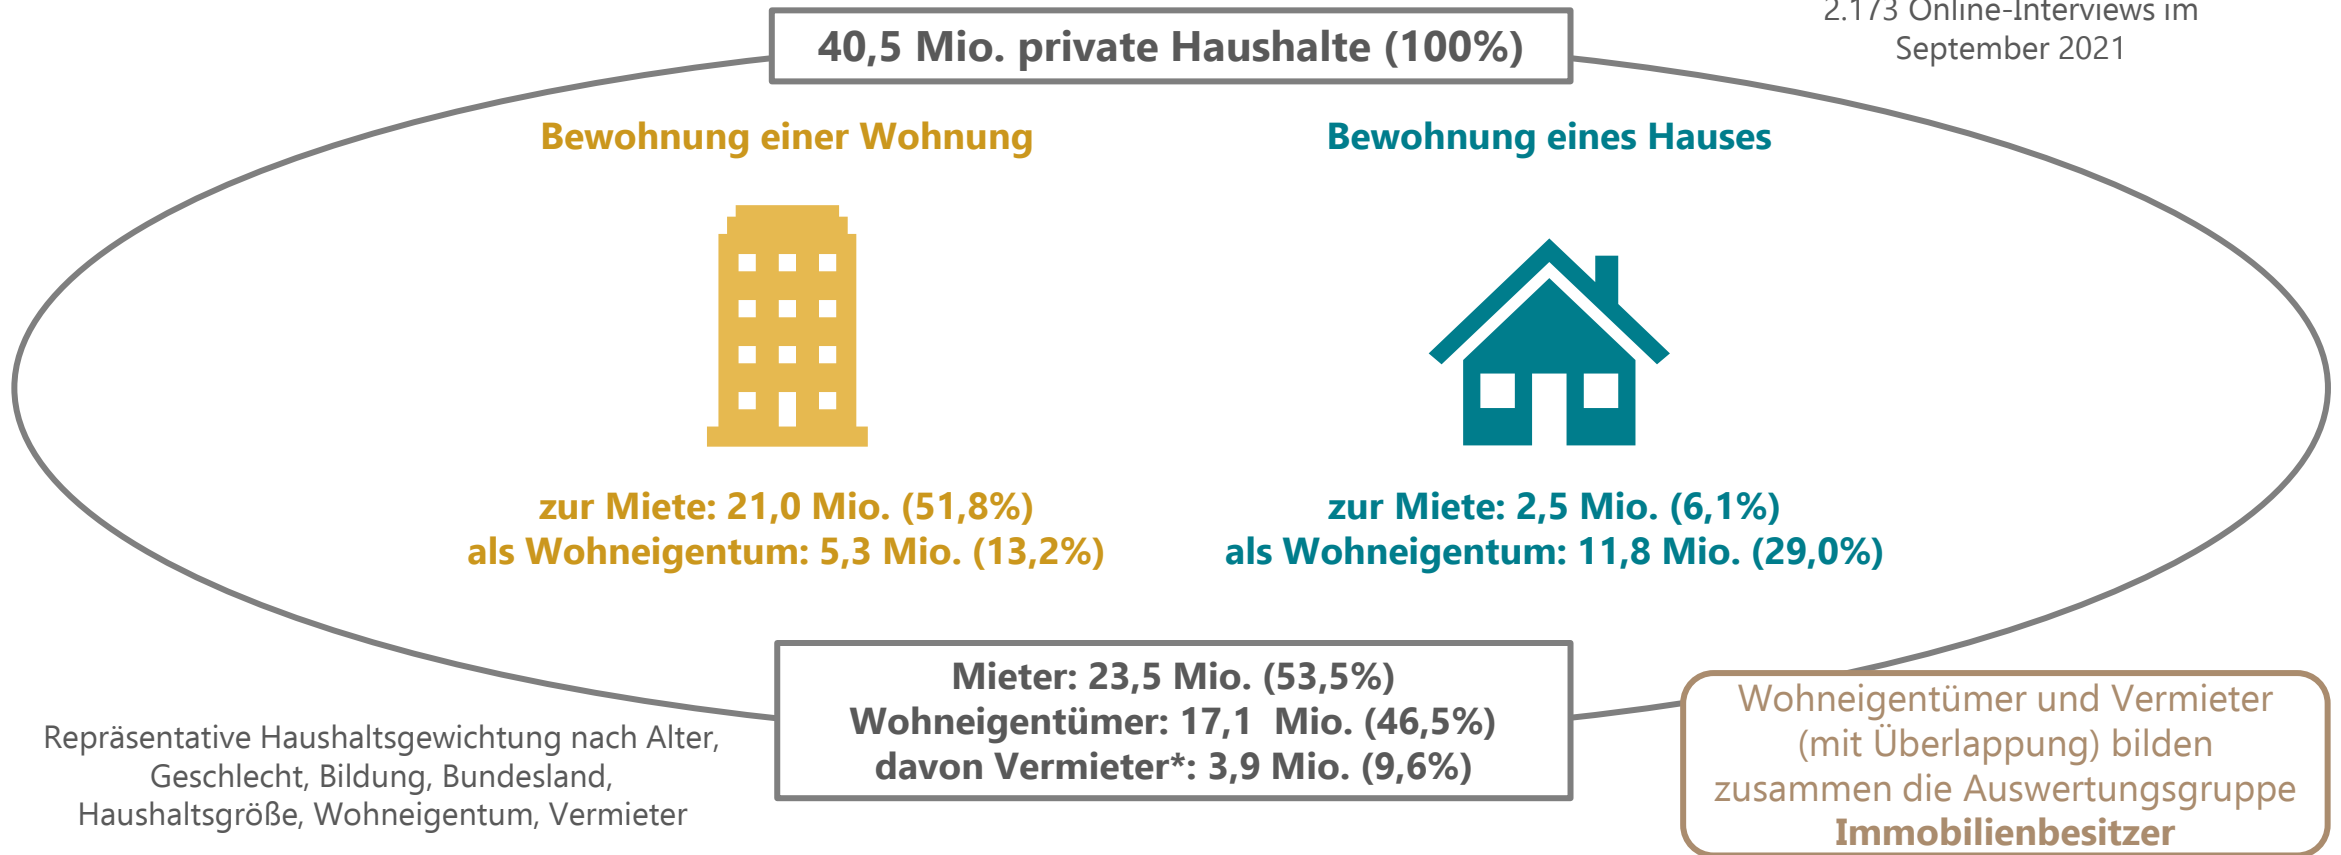 2.173 Online-Interviews im
September 2021
40,5 Mio. private Haushalte (100%)
Bewohnung einer Wohnung
Bewohnung eines Hauses
zur Miete: 21,0 Mio. (51,8%)
als Wohneigentum: 5,3 Mio. (13,2%)
zur Miete: 2,5 Mio. (6,1%)
als Wohneigentum: 11,8 Mio. (29,0%)
Mieter: 23,5 Mio. (53,5%)
Wohneigentümer: 17,1 Mio. (46,5%)
davon Vermieter*: 3,9 Mio. (9,6%)
Repräsentative Haushaltsgewichtung nach Alter,
Geschlecht, Bildung, Bundesland,
Haushaltsgröße, Wohneigentum, Vermieter
Wohneigentümer und Vermieter
(mit Überlappung) bilden
zusammen die Auswertungsgruppe
Immobilienbesitzer